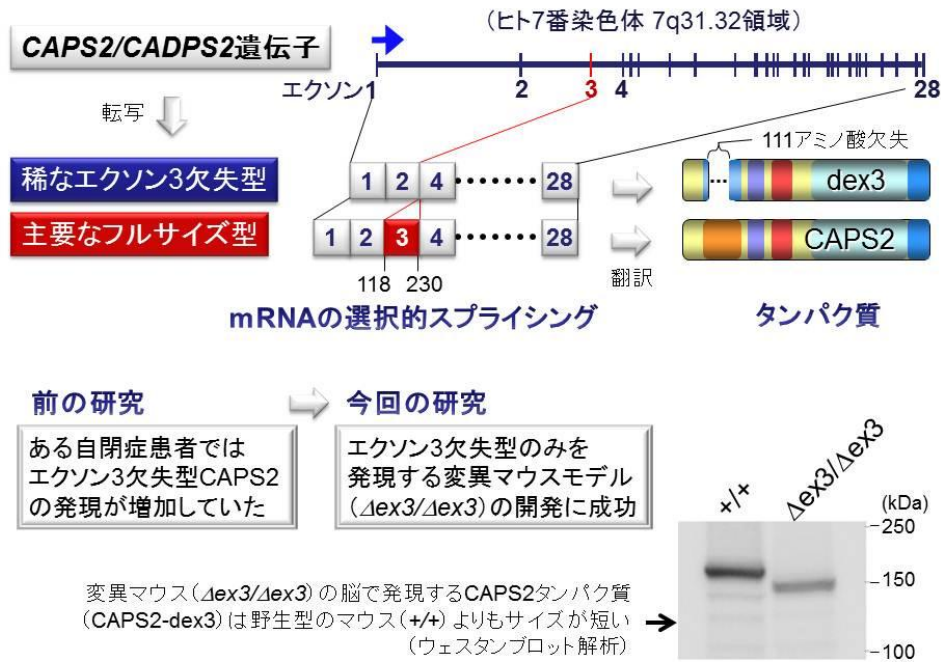 (ヒト7番染色体 7q31.32領域)
CAPS2/CADPS2遺伝子
エクソン1 2 3 4 28
転写
111アミノ酸欠失
稀なエクソン3欠失型
1 2 4 ••••••• 28
... dex3
主要なフルサイズ型
1 2 3 4 ••••••• 28
CAPS2
118 230
翻訳
mRNAの選択的スプライシング
タンパク質
前の研究
今回の研究
ある自閉症患者では
エクソン3欠失型CAPS2
の発現が増加していた
エクソン3欠失型のみを
発現する変異マウスモデル
(Δex3/Δex3)の開発に成功
+/+ Δex3/Δex3 (kDa)
-250
-150
-100
変異マウス(Δex3/Δex3)の脳で発現するCAPS2タンパク質
(CAPS2-dex3)は野生型のマウス(+/+)よりもサイズが短い
(ウェスタンブロット解析)